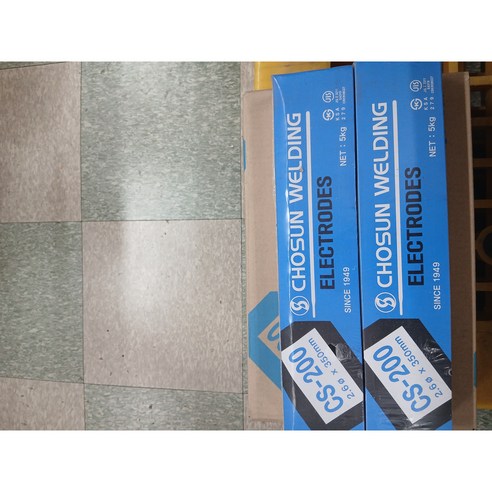 CHOSUN WELDING
ELECTRODES
SINCE 1949
NET : 5kg
CS-200
2.6ø x 350mm
CHOSUN WELDING
ELECTRODES
SINCE 1949
NET : 5kg
CS-200
2.6ø x 350mm